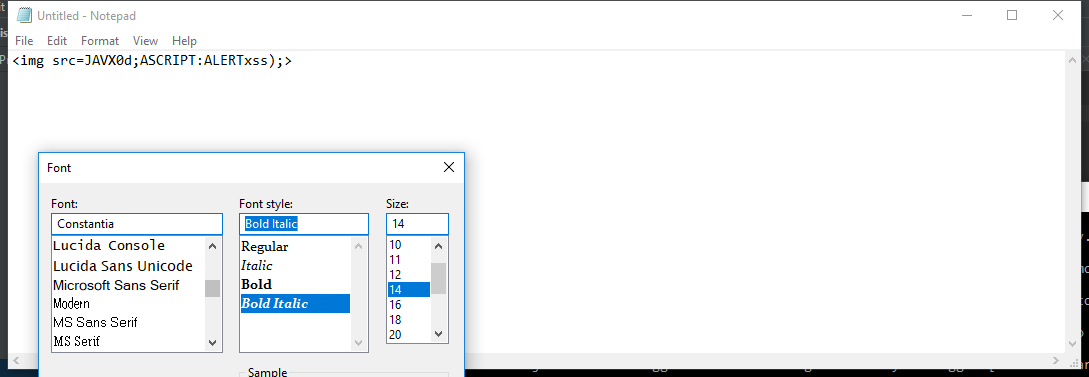 Untitled - Notepad
File Edit Format View Help
<img src=JAVX0d;ASCRIPT:ALERTxss);>
Font
Font: Font style: Size:
Constantia Bold Italic 14
Lucida Console Regular 10
Lucida Sans Unicode Italic 11
Microsoft Sans Serif Bold 12
Modern Bold Italic 14
MS Sans Serif 16
MS Serif 18
20
Sample